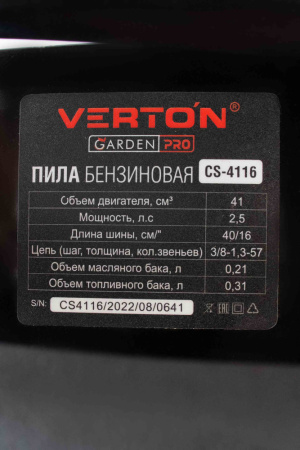 VERTON®
GARDEN PRO
ПИЛА БЕНЗИНОВАЯ CS-4116
Объем двигателя, см³ 41
Мощность, л.с 2,5
Длина шины, см/" 40/16
Цепь (шаг, толщина, кол.звеньев) 3/8-1,3-57
Объем масляного бака, л 0,21
Объем топливного бака, л 0,31
S/N: CS4116/2022/08/0641 EAC